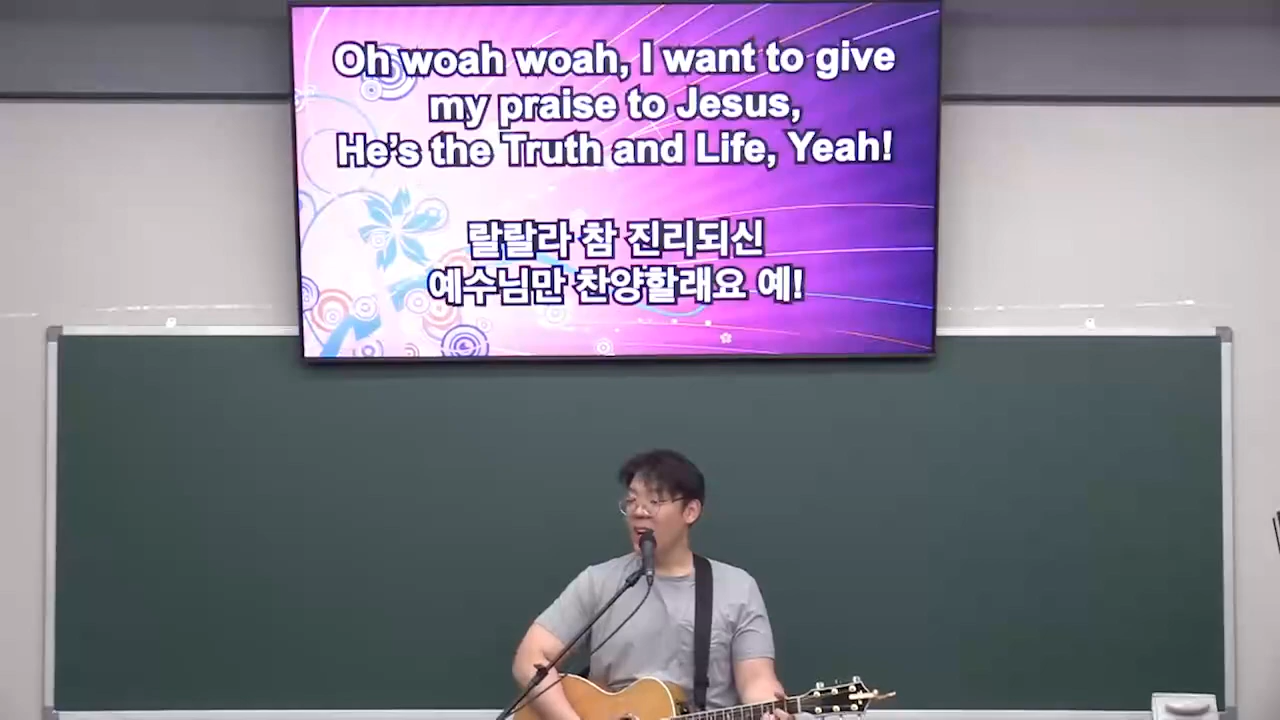 Oh woah woah, I want to give
my praise to Jesus,
He's the Truth and Life, Yeah!
랄랄라 참 진리되신
예수님만 찬양할래요 예!